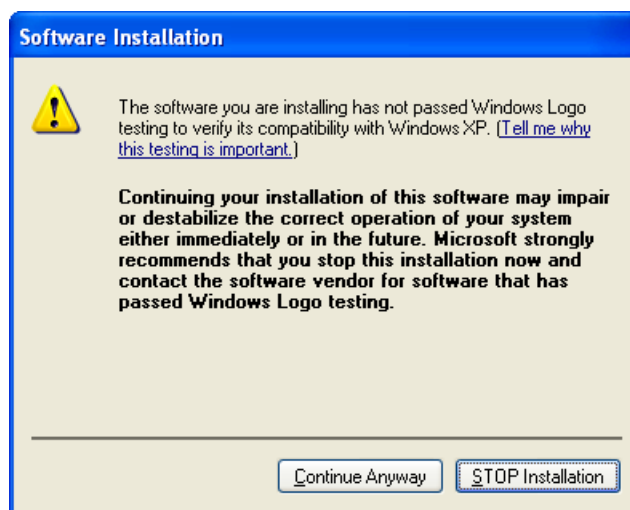 Software Installation
The software you are installing has not passed Windows Logo
testing to verify its compatibility with Windows XP. (Tell me why
this testing is important.)
Continuing your installation of this software may impair
or destabilize the correct operation of your system
either immediately or in the future. Microsoft strongly
recommends that you stop this installation now and
contact the software vendor for software that has
passed Windows Logo testing.
Continue Anyway
STOP Installation